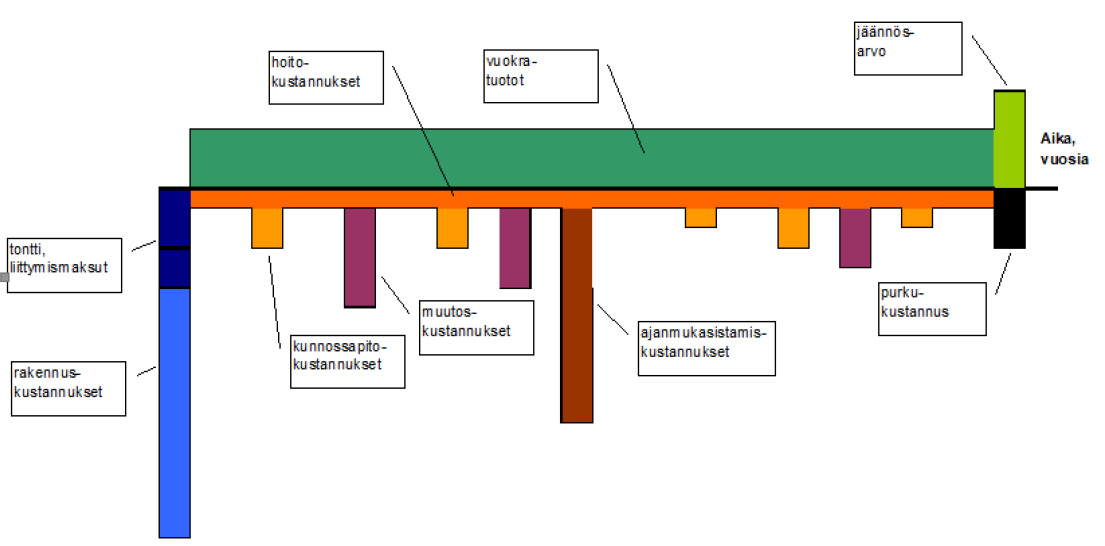 jäännös-
arvo
hoito-
kustannukset
vuokra-
tuotot
Aika,
vuosia
tontti,
liittymismaksut
purku-
kustannus
muutos-
kustannukset
ajanmukasistamis-
kustannukset
kunnossapito-
kustannukset
rakennus-
kustannukset